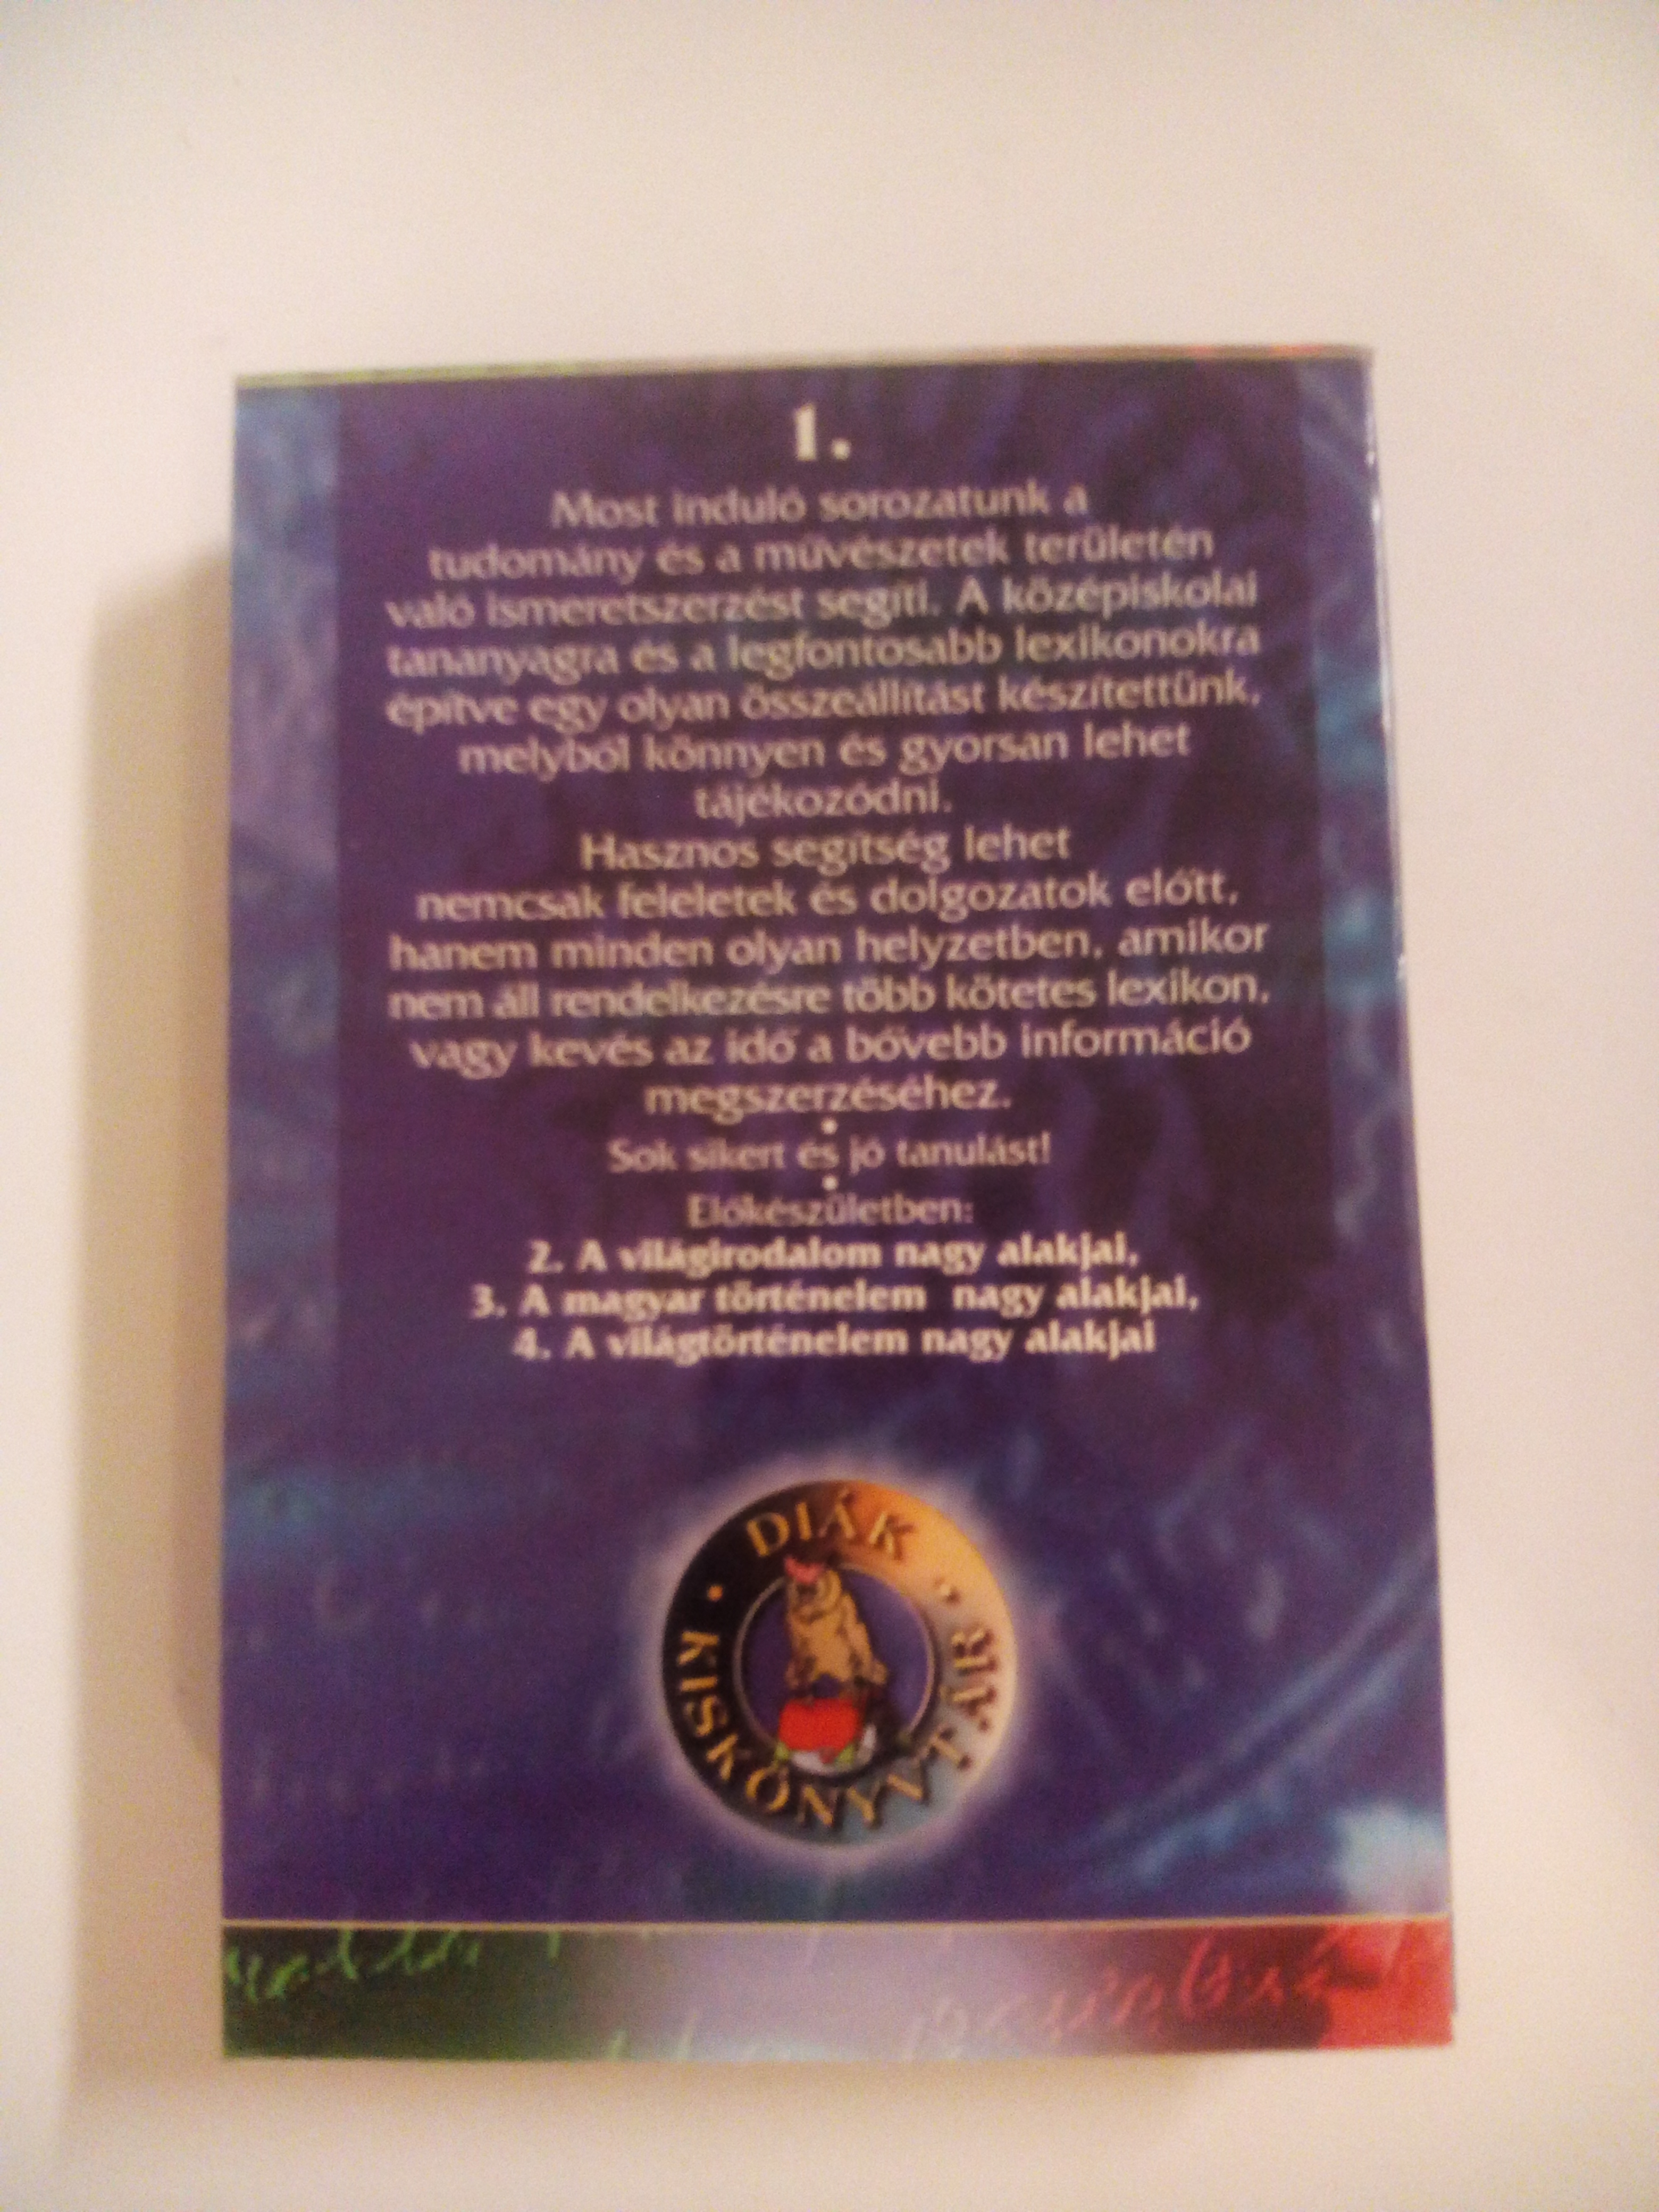 1.
Most induló sorozatunk a
tudomány és a művészetek területén
való ismeretszerzést segíti. A középiskolai
tananyagra és a legfontosabb lexikonokra
építve egy olyan összeállítást készítettünk,
melyből könnyen és gyorsan lehet
tájékozódni.
Hasznos segítség lehet
nemcsak feleletek és dolgozatok előtt,
hanem minden olyan helyzetben, amikor
nem áll rendelkezésre több kötetes lexikon,
vagy kevés az idő a bővebb információ
megszerzéséhez.
•
Sok sikert és jó tanulást!
•
Előkészületben:
2. A világirodalom nagy alakjai,
3. A magyar történelem nagy alakjai,
4. A világtörténelem nagy alakjai
DIÁK
• KISKÖNYVTÁR •